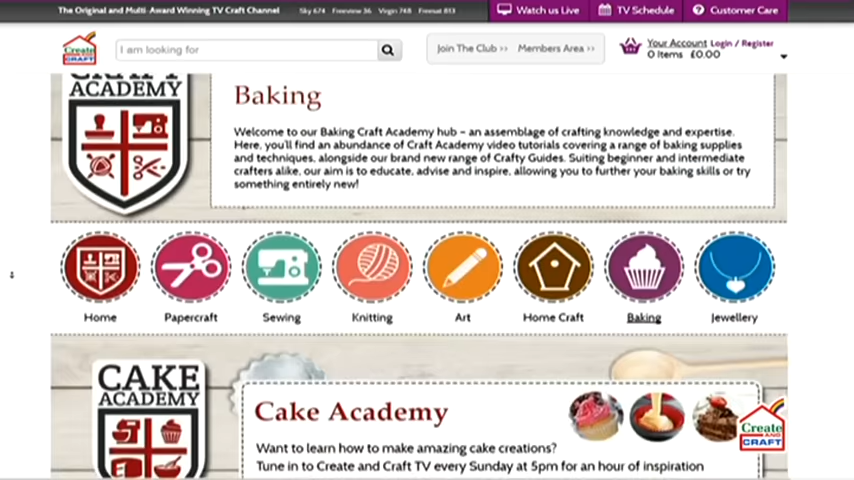 The Original and Multi-Award Winning TV Craft Channel
Sky 674 Freeview 36 Virgin 748 Freesat 813
Watch us Live
TV Schedule
Customer Care
Create
AND
CRAFT
I am looking for
Join The Club >>
Members Area >>
Your Account Login / Register
0 Items £0.00
CRAFT
ACADEMY
Baking
Welcome to our Baking Craft Academy hub – an assemblage of crafting knowledge and expertise.
Here, you'll find an abundance of Craft Academy video tutorials covering a range of baking supplies
and techniques, alongside our brand new range of Crafty Guides. Suiting beginner and intermediate
crafters alike, our aim is to educate, advise and inspire, allowing you to further your baking skills or try
something entirely new!
Home
Papercraft
Sewing
Knitting
Art
Home Craft
Baking
Jewellery
CAKE
ACADEMY
Cake Academy
Want to learn how to make amazing cake creations?
Tune in to Create and Craft TV every Sunday at 5pm for an hour of inspiration
Create
AND
CRAFT